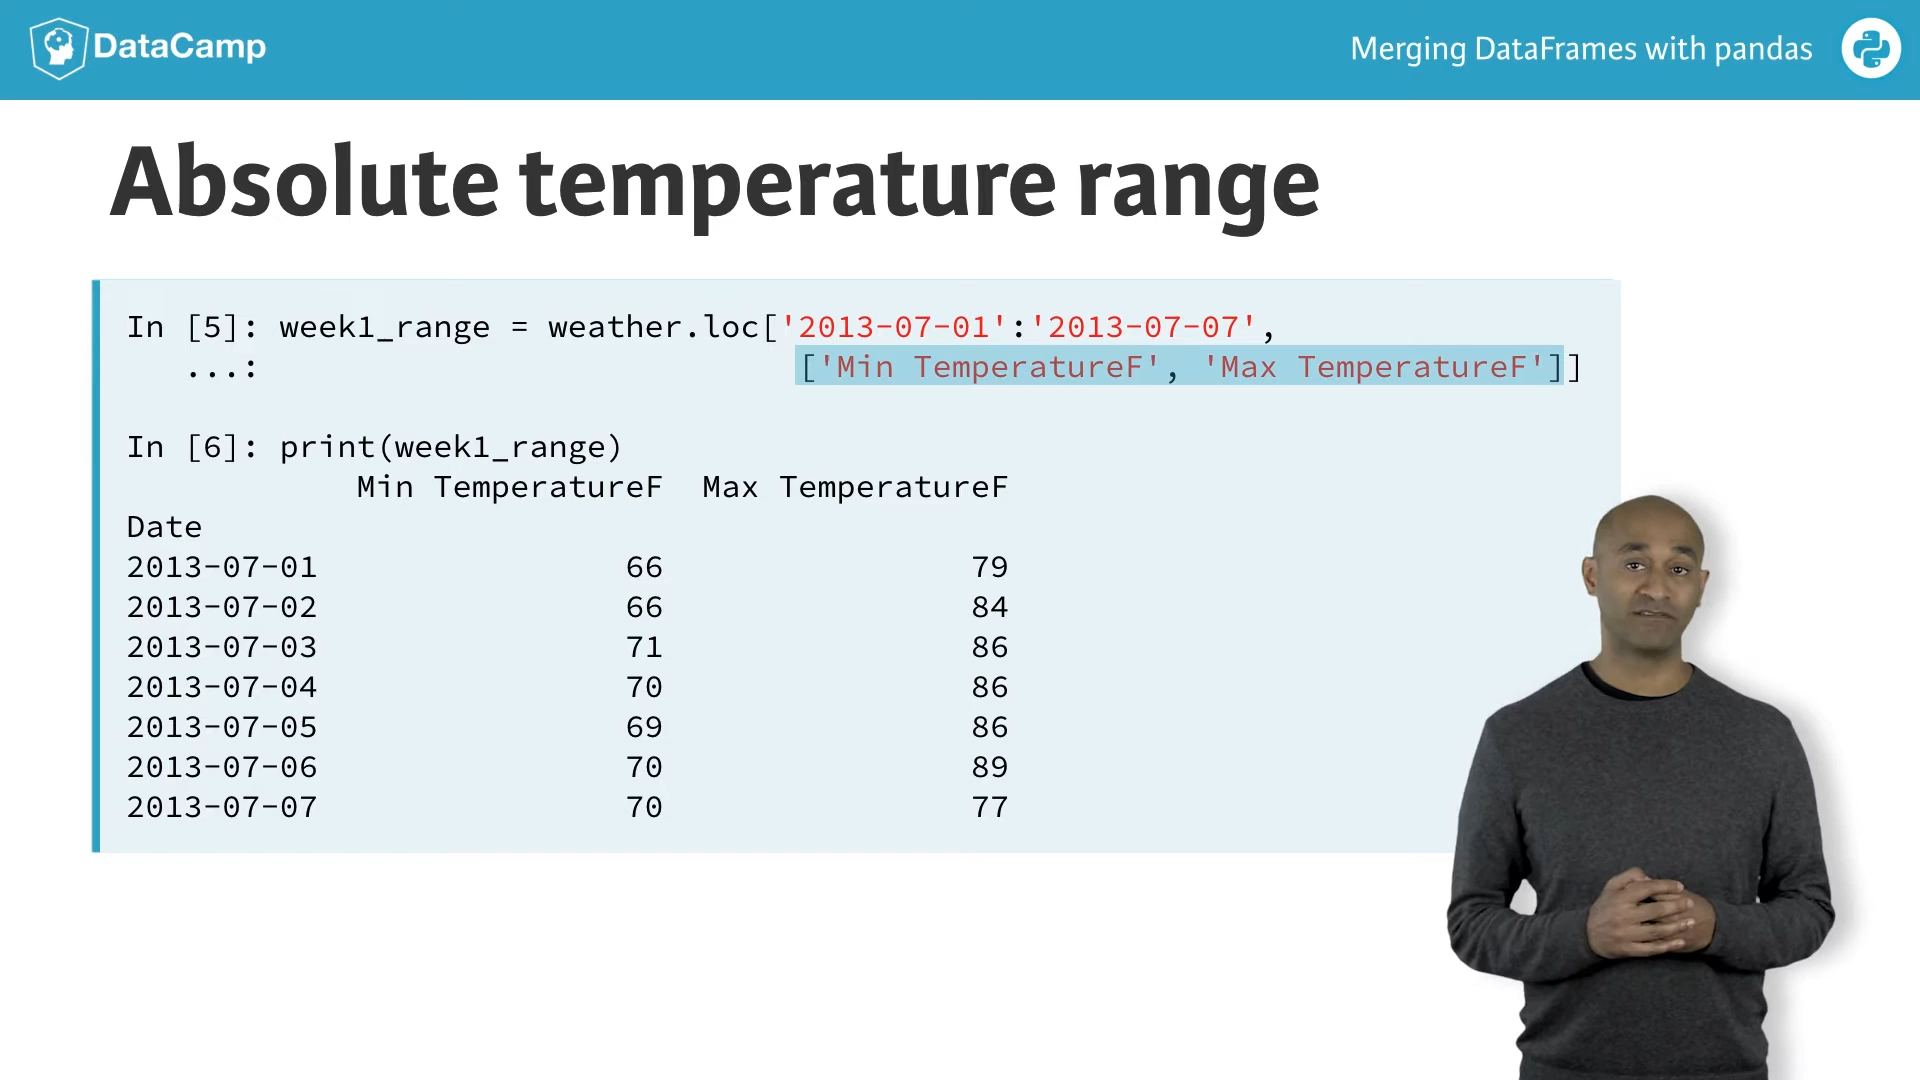 DataCamp
Merging DataFrames with pandas
Absolute temperature range
In [5]: week1_range = weather.loc['2013-07-01':'2013-07-07',
...: ['Min TemperatureF', 'Max TemperatureF']]
In [6]: print(week1_range)
Min TemperatureF Max TemperatureF
Date
2013-07-01 66 79
2013-07-02 66 84
2013-07-03 71 86
2013-07-04 70 86
2013-07-05 69 86
2013-07-06 70 89
2013-07-07 70 77